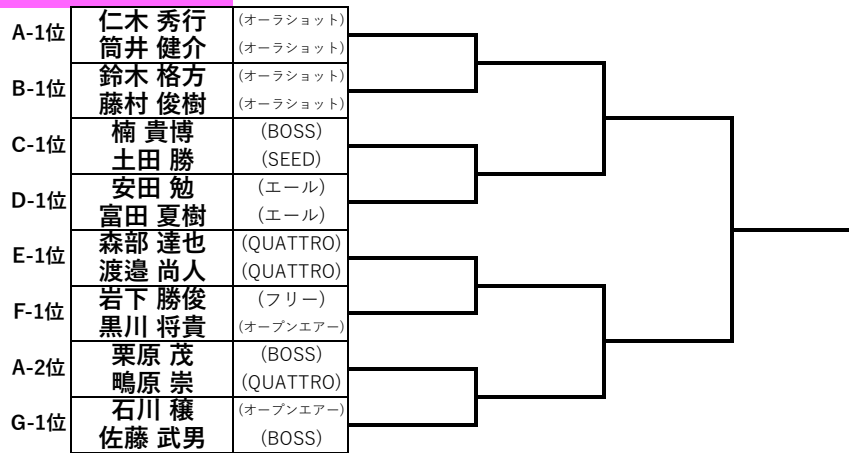 A-1位 仁木 秀行 (オーラショット)
筒井 健介 (オーラショット)
B-1位 鈴木 格方 (オーラショット)
藤村 俊樹 (オーラショット)
C-1位 楠 貴博 (BOSS)
土田 勝 (SEED)
D-1位 安田 勉 (エール)
富田 夏樹 (エール)
E-1位 森部 達也 (QUATTRO)
渡邉 尚人 (QUATTRO)
F-1位 岩下 勝俊 (フリー)
黒川 将貴 (オープンエアー)
A-2位 栗原 茂 (BOSS)
鴫原 崇 (QUATTRO)
G-1位 石川 穣 (オープンエアー)
佐藤 武男 (BOSS)